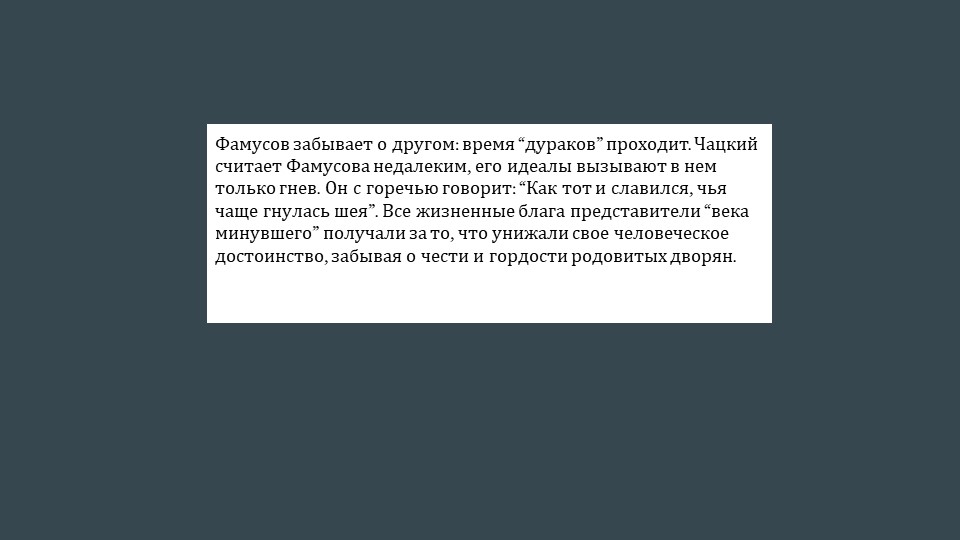 Фамусов забывает о другом: время “дураков” проходит. Чацкий
считает Фамусова недалеким, его идеалы вызывают в нем
только гнев. Он с горечью говорит: “Как тот и славился, чья
чаще гнулась шея”. Все жизненные блага представители “века
минувшего” получали за то, что унижали свое человеческое
достоинство, забывая о чести и гордости родовитых дворян.